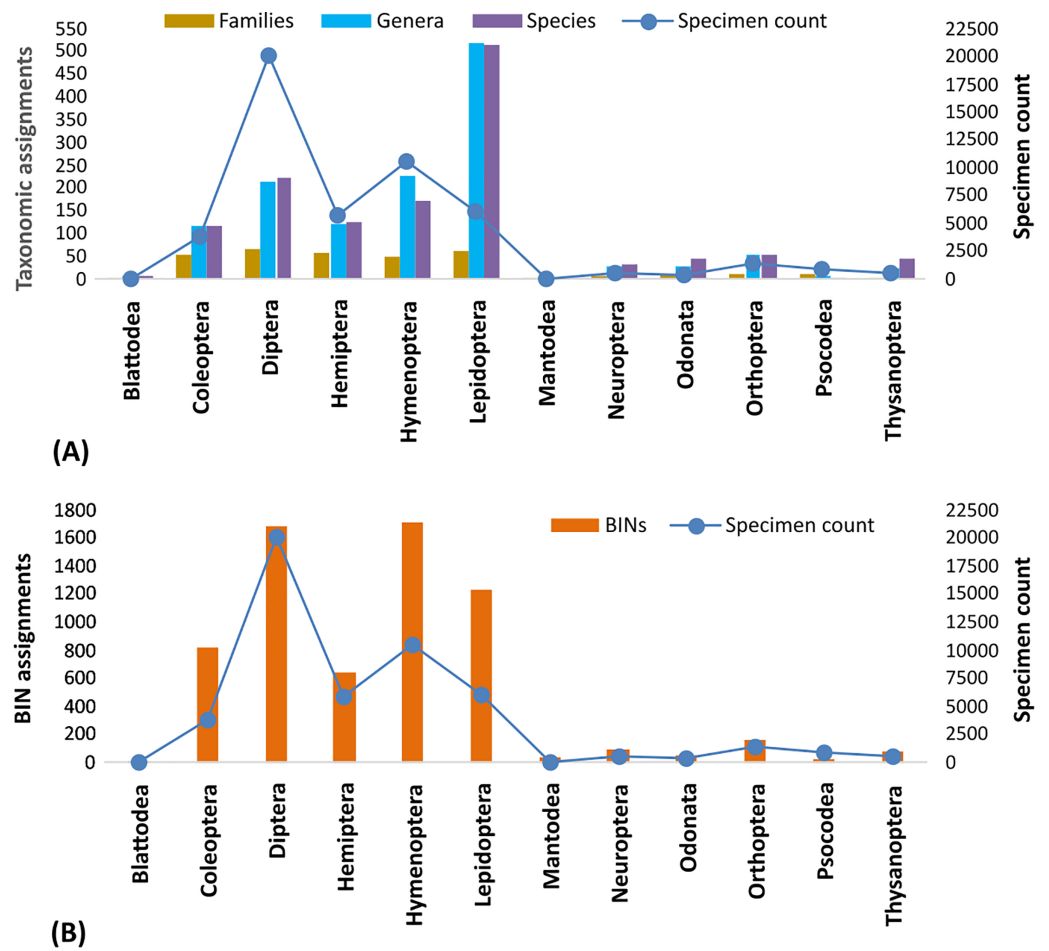 Families Genera Species Specimen count
Taxonomic assignments
550
500
450
400
350
300
250
200
150
100
50
0
22500
20000
17500
15000
12500
10000
7500
5000
2500
0
Specimen count
Blattodea
Coleoptera
Diptera
Hemiptera
Hymenoptera
Lepidoptera
Mantodea
Neuroptera
Odonata
Orthoptera
Psocodea
Thysanoptera
(A)
BINs Specimen count
BIN assignments
1800
1600
1400
1200
1000
800
600
400
200
0
22500
20000
17500
15000
12500
10000
7500
5000
2500
0
Specimen count
Blattodea
Coleoptera
Diptera
Hemiptera
Hymenoptera
Lepidoptera
Mantodea
Neuroptera
Odonata
Orthoptera
Psocodea
Thysanoptera
(B)